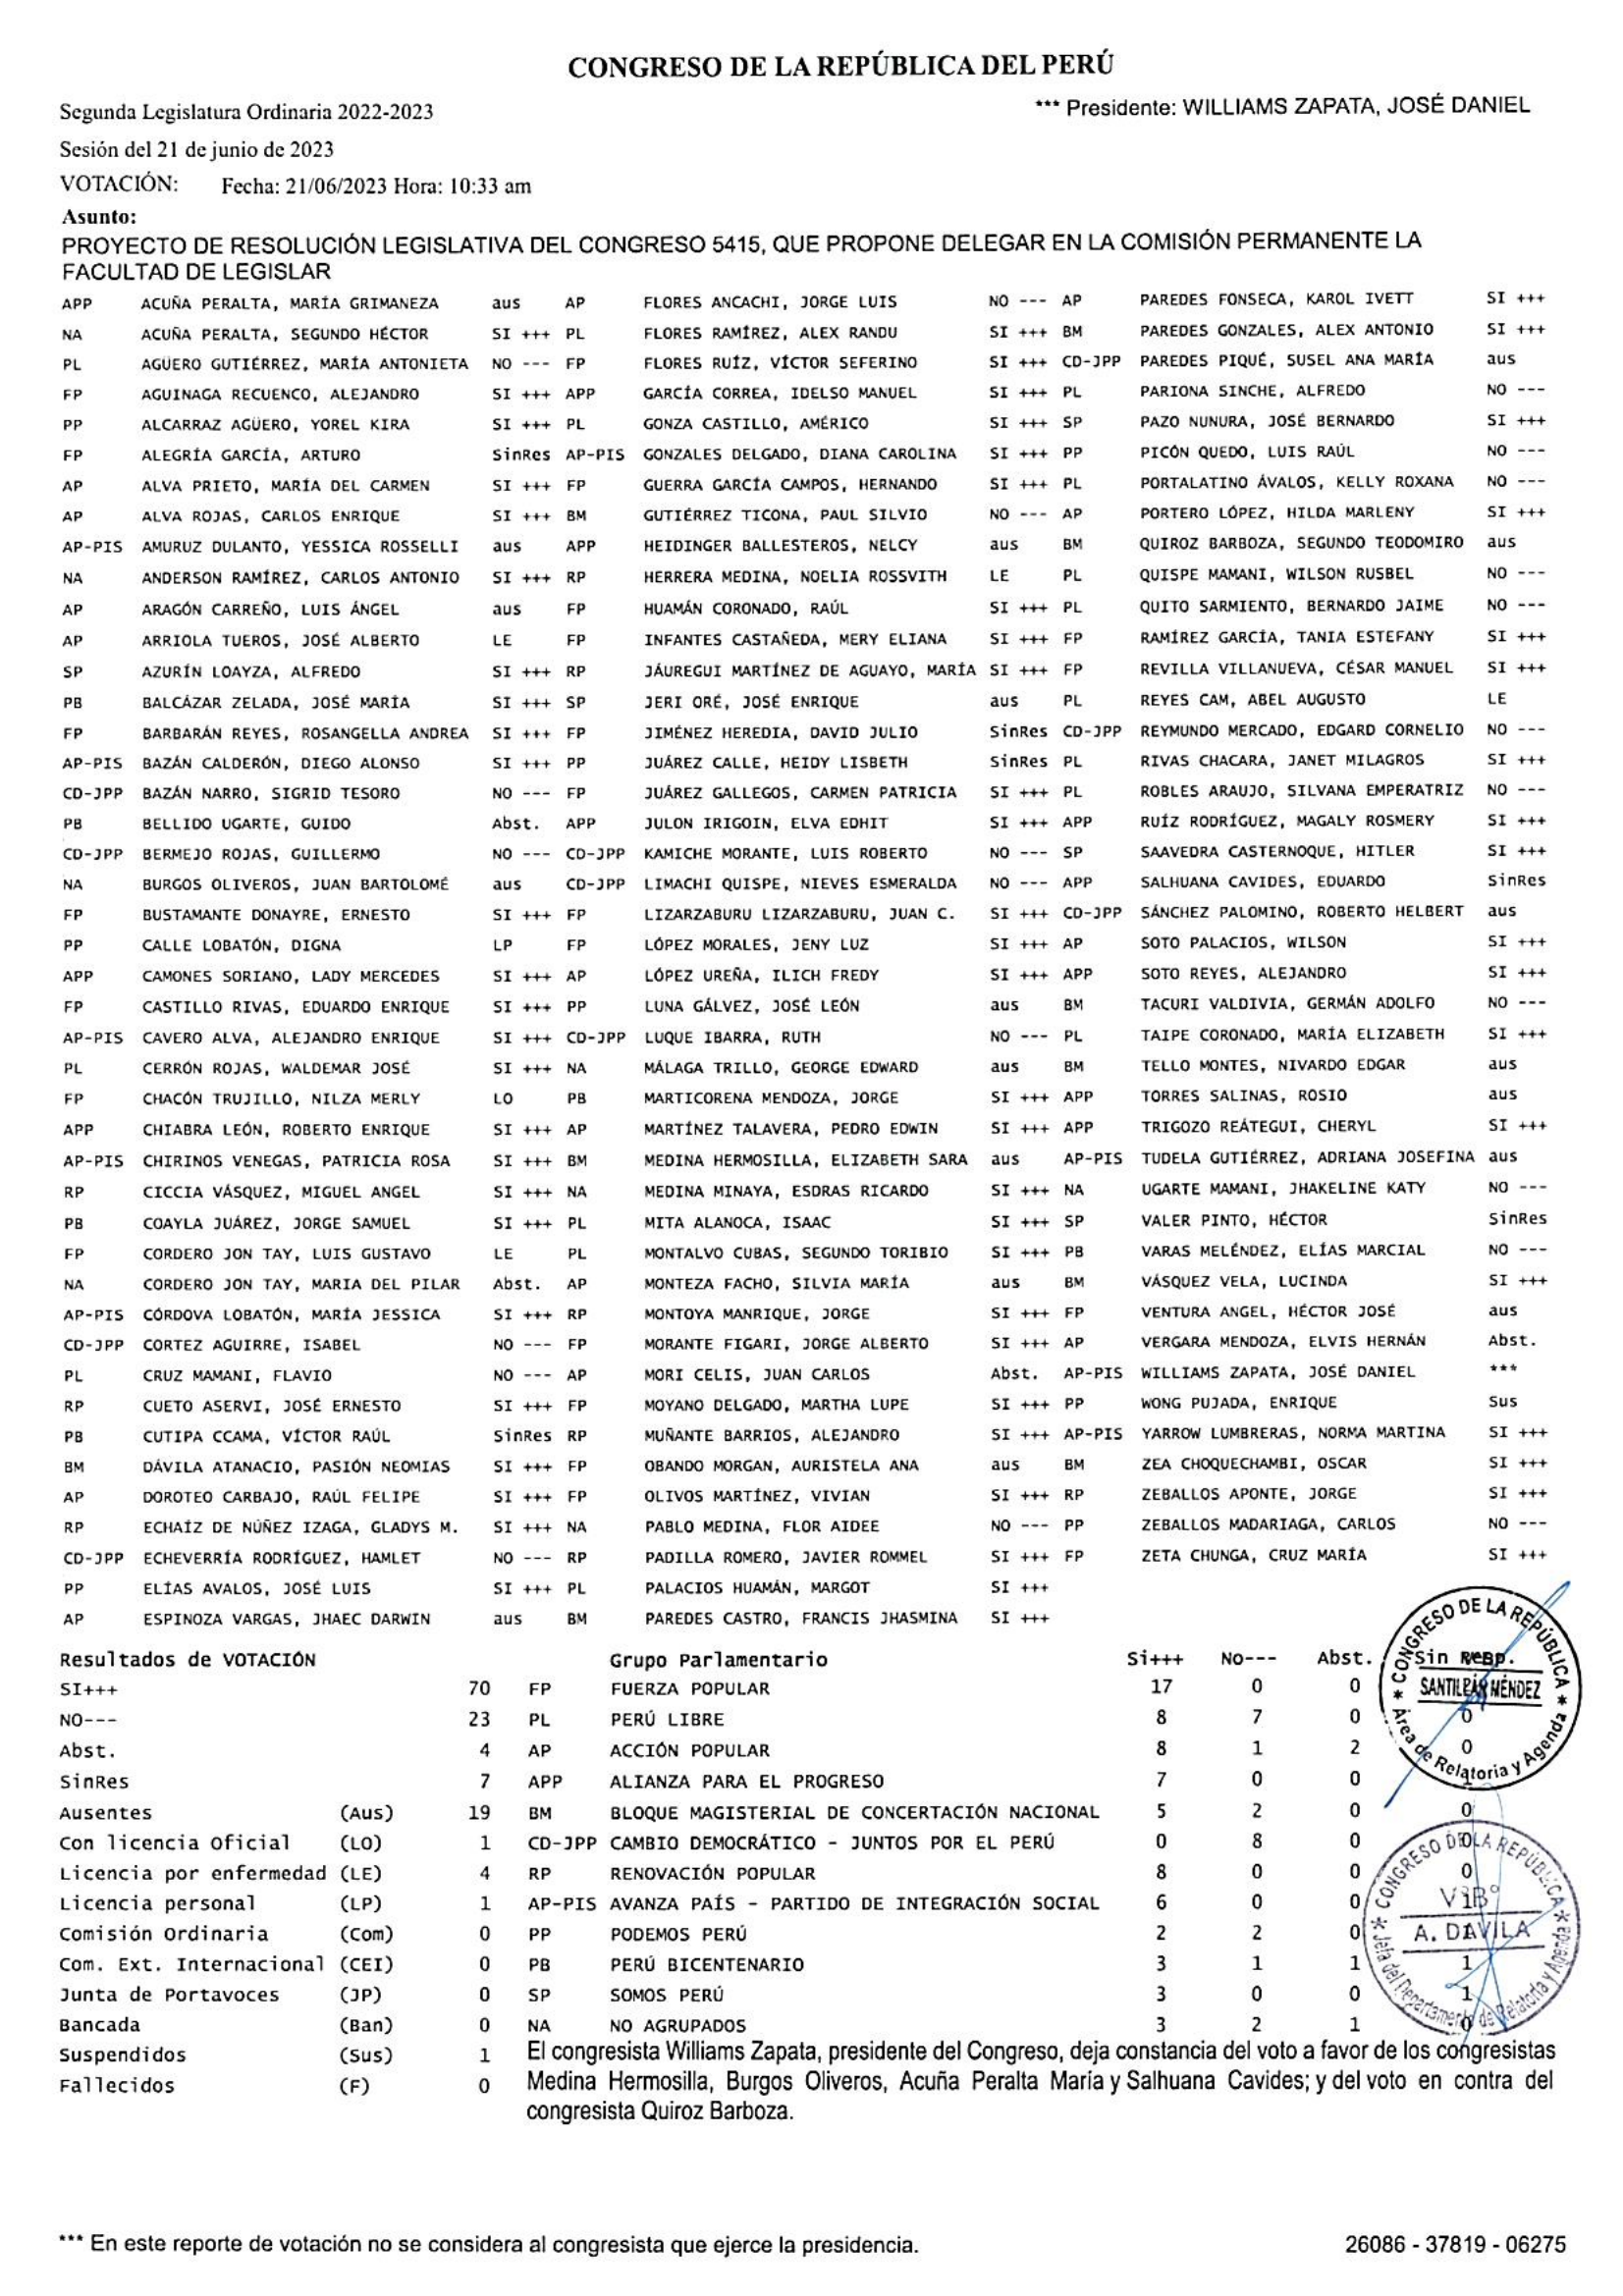 CONGRESO DE LA REPÚBLICA DEL PERÚ
Segunda Legislatura Ordinaria 2022-2023 *** Presidente: WILLIAMS ZAPATA, JOSÉ DANIEL
Sesión del 21 de junio de 2023
VOTACIÓN: Fecha: 21/06/2023 Hora: 10:33 am
Asunto:
PROYECTO DE RESOLUCIÓN LEGISLATIVA DEL CONGRESO 5415, QUE PROPONE DELEGAR EN LA COMISIÓN PERMANENTE LA
FACULTAD DE LEGISLAR
APP ACUÑA PERALTA, MARÍA GRIMANEZA aus AP FLORES ANCACHI, JORGE LUIS NO --- AP PAREDES FONSECA, KAROL IVETT SI +++
NA ACUÑA PERALTA, SEGUNDO HÉCTOR SI +++ PL FLORES RAMÍREZ, ALEX RANDU SI +++ BM PAREDES GONZALES, ALEX ANTONIO SI +++
PL AGÜERO GUTIÉRREZ, MARÍA ANTONIETA NO --- FP FLORES RUÍZ, VÍCTOR SEFERINO SI +++ CD-JPP PAREDES PIQUÉ, SUSEL ANA MARÍA aus
FP AGUINAGA RECUENCO, ALEJANDRO SI +++ APP GARCÍA CORREA, IDELSO MANUEL SI +++ PL PARIONA SINCHE, ALFREDO NO ---
PP ALCARRAZ AGÜERO, YOREL KIRA SI +++ PL GONZA CASTILLO, AMÉRICO SI +++ SP PAZO NUNURA, JOSÉ BERNARDO SI +++
FP ALEGRÍA GARCÍA, ARTURO SinRes AP-PIS GONZALES DELGADO, DIANA CAROLINA SI +++ PP PICÓN QUEDO, LUIS RAÚL NO ---
AP ALVA PRIETO, MARÍA DEL CARMEN SI +++ FP GUERRA GARCÍA CAMPOS, HERNANDO SI +++ PL PORTALATINO ÁVALOS, KELLY ROXANA NO ---
AP ALVA ROJAS, CARLOS ENRIQUE SI +++ BM GUTIÉRREZ TICONA, PAUL SILVIO NO --- AP PORTERO LÓPEZ, HILDA MARLENY SI +++
AP-PIS AMURUZ DULANTO, YESSICA ROSSELLI aus APP HEIDINGER BALLESTEROS, NELCY aus BM QUIROZ BARBOZA, SEGUNDO TEODOMIRO aus
NA ANDERSON RAMÍREZ, CARLOS ANTONIO SI +++ RP HERRERA MEDINA, NOELIA ROSSVITH LE PL QUISPE MAMANI, WILSON RUSBEL NO ---
AP ARAGÓN CARREÑO, LUIS ÁNGEL aus FP HUAMÁN CORONADO, RAÚL SI +++ PL QUITO SARMIENTO, BERNARDO JAIME NO ---
AP ARRIOLA TUEROS, JOSÉ ALBERTO LE FP INFANTES CASTAÑEDA, MERY ELIANA SI +++ FP RAMÍREZ GARCÍA, TANIA ESTEFANY SI +++
SP AZURÍN LOAYZA, ALFREDO SI +++ RP JÁUREGUI MARTÍNEZ DE AGUAYO, MARÍA SI +++ FP REVILLA VILLANUEVA, CÉSAR MANUEL SI +++
PB BALCÁZAR ZELADA, JOSÉ MARÍA SI +++ SP JERI ORÉ, JOSÉ ENRIQUE aus PL REYES CAM, ABEL AUGUSTO LE
FP BARBARÁN REYES, ROSANGELLA ANDREA SI +++ FP JIMÉNEZ HEREDIA, DAVID JULIO SinRes CD-JPP REYMUNDO MERCADO, EDGARD CORNELIO NO ---
AP-PIS BAZÁN CALDERÓN, DIEGO ALONSO SI +++ PP JUÁREZ CALLE, HEIDY LISBETH SinRes PL RIVAS CHACARA, JANET MILAGROS SI +++
CD-JPP BAZÁN NARRO, SIGRID TESORO NO --- FP JUÁREZ GALLEGOS, CARMEN PATRICIA SI +++ PL ROBLES ARAUJO, SILVANA EMPERATRIZ NO ---
PB BELLIDO UGARTE, GUIDO Abst. APP JULON IRIGOIN, ELVA EDHIT SI +++ APP RUÍZ RODRÍGUEZ, MAGALY ROSMERY SI +++
CD-JPP BERMEJO ROJAS, GUILLERMO NO --- CD-JPP KAMICHE MORANTE, LUIS ROBERTO NO --- SP SAAVEDRA CASTERNOQUE, HITLER SI +++
NA BURGOS OLIVEROS, JUAN BARTOLOMÉ aus CD-JPP LIMACHI QUISPE, NIEVES ESMERALDA NO --- APP SALHUANA CAVIDES, EDUARDO SinRes
FP BUSTAMANTE DONAYRE, ERNESTO SI +++ FP LIZARZABURU LIZARZABURU, JUAN C. SI +++ CD-JPP SÁNCHEZ PALOMINO, ROBERTO HELBERT aus
PP CALLE LOBATÓN, DIGNA LP FP LÓPEZ MORALES, JENY LUZ SI +++ AP SOTO PALACIOS, WILSON SI +++
APP CAMONES SORIANO, LADY MERCEDES SI +++ AP LÓPEZ UREÑA, ILICH FREDY SI +++ APP SOTO REYES, ALEJANDRO SI +++
FP CASTILLO RIVAS, EDUARDO ENRIQUE SI +++ PP LUNA GÁLVEZ, JOSÉ LEÓN aus BM TACURI VALDIVIA, GERMÁN ADOLFO NO ---
AP-PIS CAVERO ALVA, ALEJANDRO ENRIQUE SI +++ CD-JPP LUQUE IBARRA, RUTH NO --- PL TAIPE CORONADO, MARÍA ELIZABETH SI +++
PL CERRÓN ROJAS, WALDEMAR JOSÉ SI +++ NA MÁLAGA TRILLO, GEORGE EDWARD aus BM TELLO MONTES, NIVARDO EDGAR aus
FP CHACÓN TRUJILLO, NILZA MERLY LO PB MARTICORENA MENDOZA, JORGE SI +++ APP TORRES SALINAS, ROSIO aus
APP CHIABRA LEÓN, ROBERTO ENRIQUE SI +++ AP MARTÍNEZ TALAVERA, PEDRO EDWIN SI +++ APP TRIGOZO REÁTEGUI, CHERYL SI +++
AP-PIS CHIRINOS VENEGAS, PATRICIA ROSA SI +++ BM MEDINA HERMOSILLA, ELIZABETH SARA aus AP-PIS TUDELA GUTIÉRREZ, ADRIANA JOSEFINA aus
RP CICCIA VÁSQUEZ, MIGUEL ANGEL SI +++ NA MEDINA MINAYA, ESDRAS RICARDO SI +++ NA UGARTE MAMANI, JHAKELINE KATY NO ---
PB COAYLA JUÁREZ, JORGE SAMUEL SI +++ PL MITA ALANOCA, ISAAC SI +++ SP VALER PINTO, HÉCTOR SinRes
FP CORDERO JON TAY, LUIS GUSTAVO LE PL MONTALVO CUBAS, SEGUNDO TORIBIO SI +++ PB VARAS MELÉNDEZ, ELÍAS MARCIAL NO ---
NA CORDERO JON TAY, MARIA DEL PILAR Abst. AP MONTEZA FACHO, SILVIA MARÍA aus BM VÁSQUEZ VELA, LUCINDA SI +++
AP-PIS CÓRDOVA LOBATÓN, MARÍA JESSICA SI +++ RP MONTOYA MANRIQUE, JORGE SI +++ FP VENTURA ANGEL, HÉCTOR JOSÉ aus
CD-JPP CORTEZ AGUIRRE, ISABEL NO --- FP MORANTE FIGARI, JORGE ALBERTO SI +++ AP VERGARA MENDOZA, ELVIS HERNÁN Abst.
PL CRUZ MAMANI, FLAVIO NO --- AP MORI CELIS, JUAN CARLOS Abst. AP-PIS WILLIAMS ZAPATA, JOSÉ DANIEL ***
RP CUETO ASERVI, JOSÉ ERNESTO SI +++ FP MOYANO DELGADO, MARTHA LUPE SI +++ PP WONG PUJADA, ENRIQUE Sus
PB CUTIPA CCAMA, VÍCTOR RAÚL SinRes RP MUÑANTE BARRIOS, ALEJANDRO SI +++ AP-PIS YARROW LUMBRERAS, NORMA MARTINA SI +++
BM DÁVILA ATANACIO, PASIÓN NEOMIAS SI +++ FP OBANDO MORGAN, AURISTELA ANA aus BM ZEA CHOQUECHAMBI, OSCAR SI +++
AP DOROTEO CARBAJO, RAÚL FELIPE SI +++ FP OLIVOS MARTÍNEZ, VIVIAN SI +++ RP ZEBALLOS APONTE, JORGE SI +++
RP ECHAÍZ DE NÚÑEZ IZAGA, GLADYS M. SI +++ NA PABLO MEDINA, FLOR AIDEE NO --- PP ZEBALLOS MADARIAGA, CARLOS NO ---
CD-JPP ECHEVERRÍA RODRÍGUEZ, HAMLET NO --- RP PADILLA ROMERO, JAVIER ROMMEL SI +++ FP ZETA CHUNGA, CRUZ MARÍA SI +++
PP ELÍAS AVALOS, JOSÉ LUIS SI +++ PL PALACIOS HUAMÁN, MARGOT SI +++
AP ESPINOZA VARGAS, JHAEC DARWIN aus BM PAREDES CASTRO, FRANCIS JHASMINA SI +++
Resultados de VOTACIÓN Grupo Parlamentario Si+++ No--- Abst. Sin Resp.
SI+++ 70 FP FUERZA POPULAR 17 0 0
NO--- 23 PL PERÚ LIBRE 8 7 0 0
Abst. 4 AP ACCIÓN POPULAR 8 1 2 0
SinRes 7 APP ALIANZA PARA EL PROGRESO 7 0 0 1
Ausentes (Aus) 19 BM BLOQUE MAGISTERIAL DE CONCERTACIÓN NACIONAL 5 2 0 0
Con licencia Oficial (LO) 1 CD-JPP CAMBIO DEMOCRÁTICO - JUNTOS POR EL PERÚ 0 8 0 0
Licencia por enfermedad (LE) 4 RP RENOVACIÓN POPULAR 8 0 0 0
Licencia personal (LP) 1 AP-PIS AVANZA PAÍS - PARTIDO DE INTEGRACIÓN SOCIAL 6 0 0
Comisión Ordinaria (Com) 0 PP PODEMOS PERÚ 2 2 0 1
Com. Ext. Internacional (CEI) 0 PB PERÚ BICENTENARIO 3 1 1 1
Junta de Portavoces (JP) 0 SP SOMOS PERÚ 3 0 0 1
Bancada (Ban) 0 NA NO AGRUPADOS 3 2 1 0
Suspendidos (Sus) 1
Fallecidos (F) 0
El congresista Williams Zapata, presidente del Congreso, deja constancia del voto a favor de los congresistas
Medina Hermosilla, Burgos Oliveros, Acuña Peralta María y Salhuana Cavides; y del voto en contra del
congresista Quiroz Barboza.
* CONGRESO DE LA REPÚBLICA *
MÉNDEZ
Area de Relatoría y Agenda
* CONGRESO DE LA REPÚBLICA *
V°B°
A. DAVILA
Jefa del Departamento de Relatoría y Agenda
*** En este reporte de votación no se considera al congresista que ejerce la presidencia. 26086 - 37819 - 06275